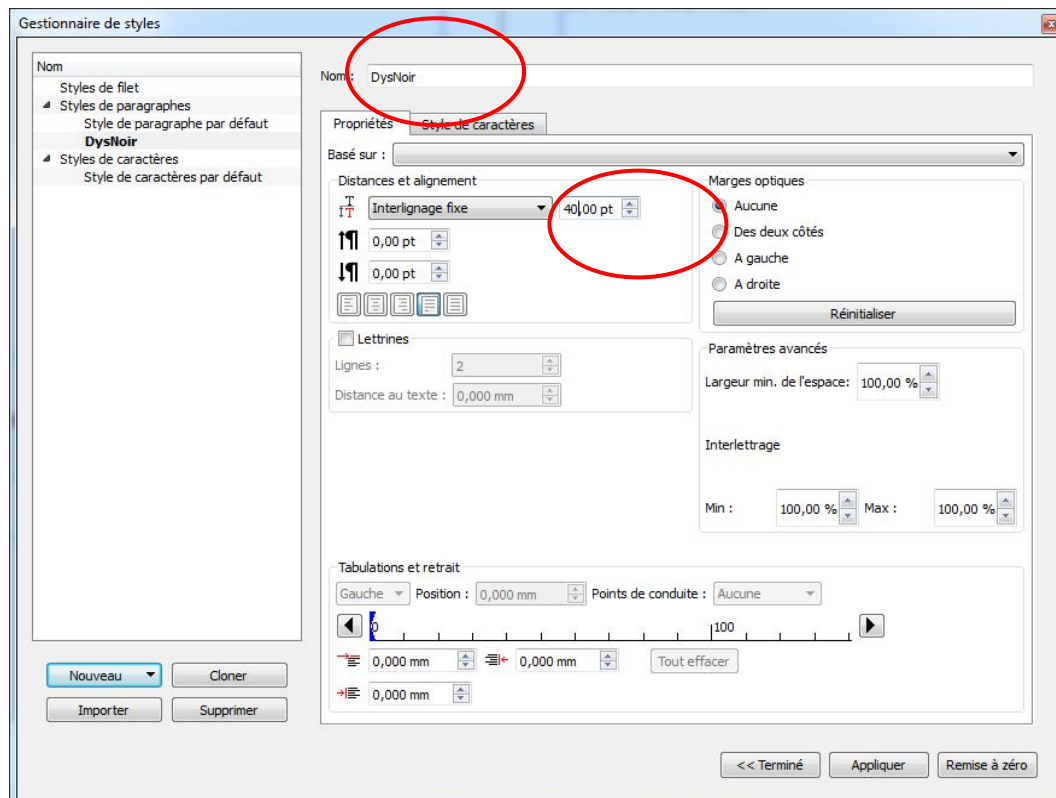 Gestionnaire de styles
Nom
Styles de filet
Styles de paragraphes
Style de paragraphe par défaut
DysNoir
Styles de caractères
Style de caractères par défaut
Nouveau
Cloner
Importer
Supprimer
Nom : DysNoir
Propriétés
Style de caractères
Basé sur :
Distances et alignement
Interlignage fixe
40,00 pt
0,00 pt
0,00 pt
Lettrines
Lignes : 2
Distance au texte : 0,000 mm
Marges optiques
Aucune
Des deux côtés
A gauche
A droite
Réinitialiser
Paramètres avancés
Largeur min. de l'espace: 100,00 %
Interlettrage
Min : 100,00 % Max : 100,00 %
Tabulations et retrait
Gauche Position : 0,000 mm Points de conduite : Aucune
0 100
0,000 mm 0,000 mm Tout effacer
0,000 mm
<< Terminé Appliquer Remise à zéro